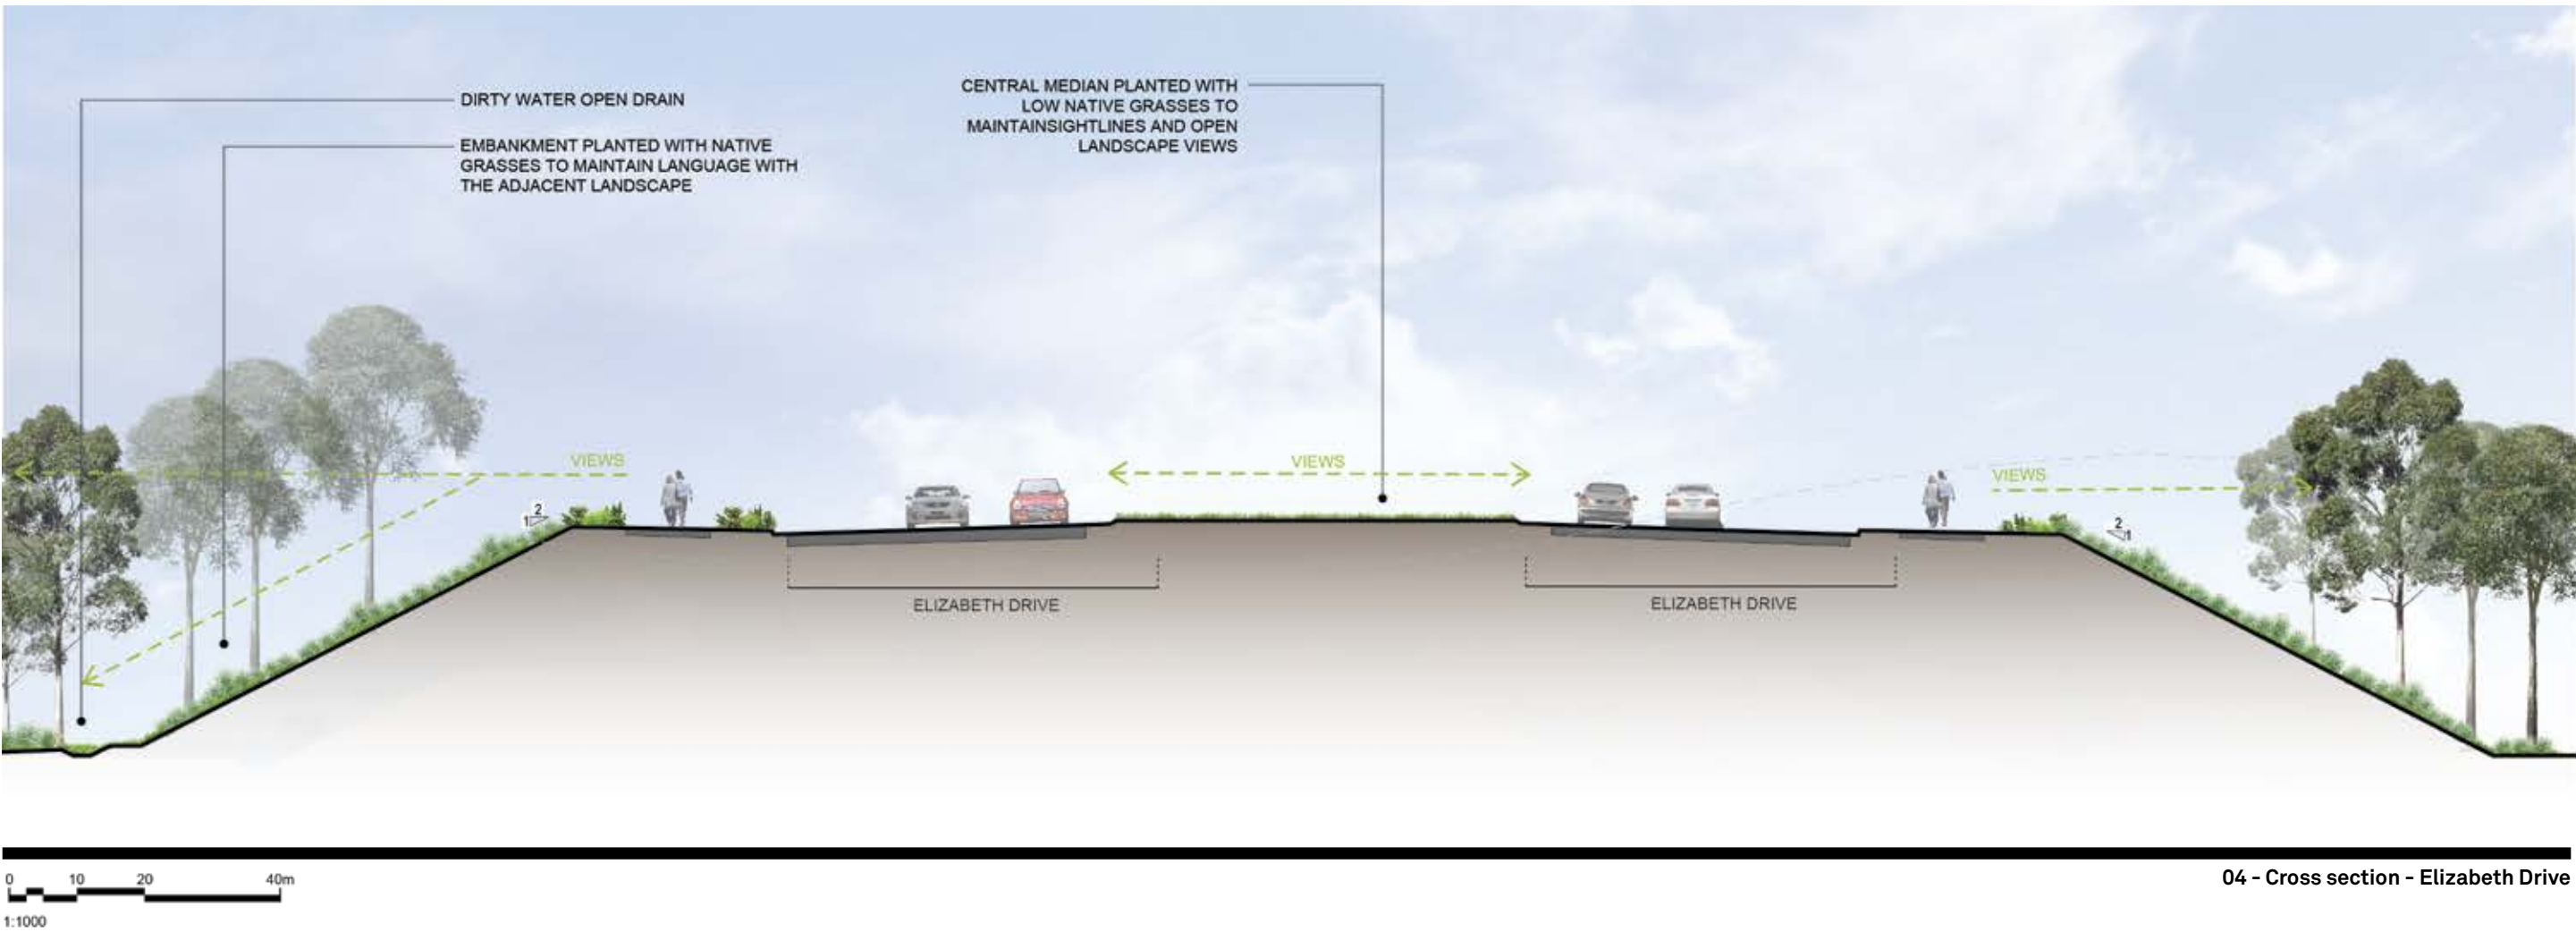 DIRTY WATER OPEN DRAIN
EMBANKMENT PLANTED WITH NATIVE
GRASSES TO MAINTAIN LANGUAGE WITH
THE ADJACENT LANDSCAPE
CENTRAL MEDIAN PLANTED WITH
LOW NATIVE GRASSES TO
MAINTAINSIGHTLINES AND OPEN
LANDSCAPE VIEWS
VIEWS
VIEWS
VIEWS
2
1
2
1
ELIZABETH DRIVE
ELIZABETH DRIVE
0 10 20 40m
1:1000
04 - Cross section - Elizabeth Drive